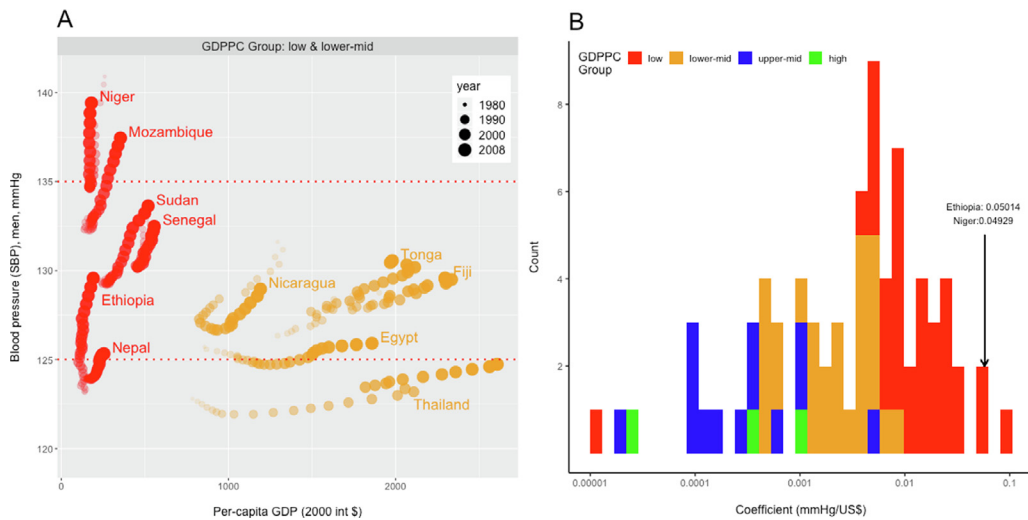 A
GDPPC Group: low & lower-mid
Blood pressure (SBP), men, mmHg
140
135
130
125
120
year
1980
1990
2000
2008
Niger
Mozambique
Sudan
Senegal
Ethiopia
Nepal
Nicaragua
Tonga
Fiji
Egypt
Thailand
0
1000
2000
Per-capita GDP (2000 int $)
B
GDPPC
Group:
low
lower-mid
upper-mid
high
Count
8
6
4
2
0
Ethiopia: 0.05014
Niger:0.04929
0.00001
0.0001
0.001
0.01
0.1
Coefficient (mmHg/US$)